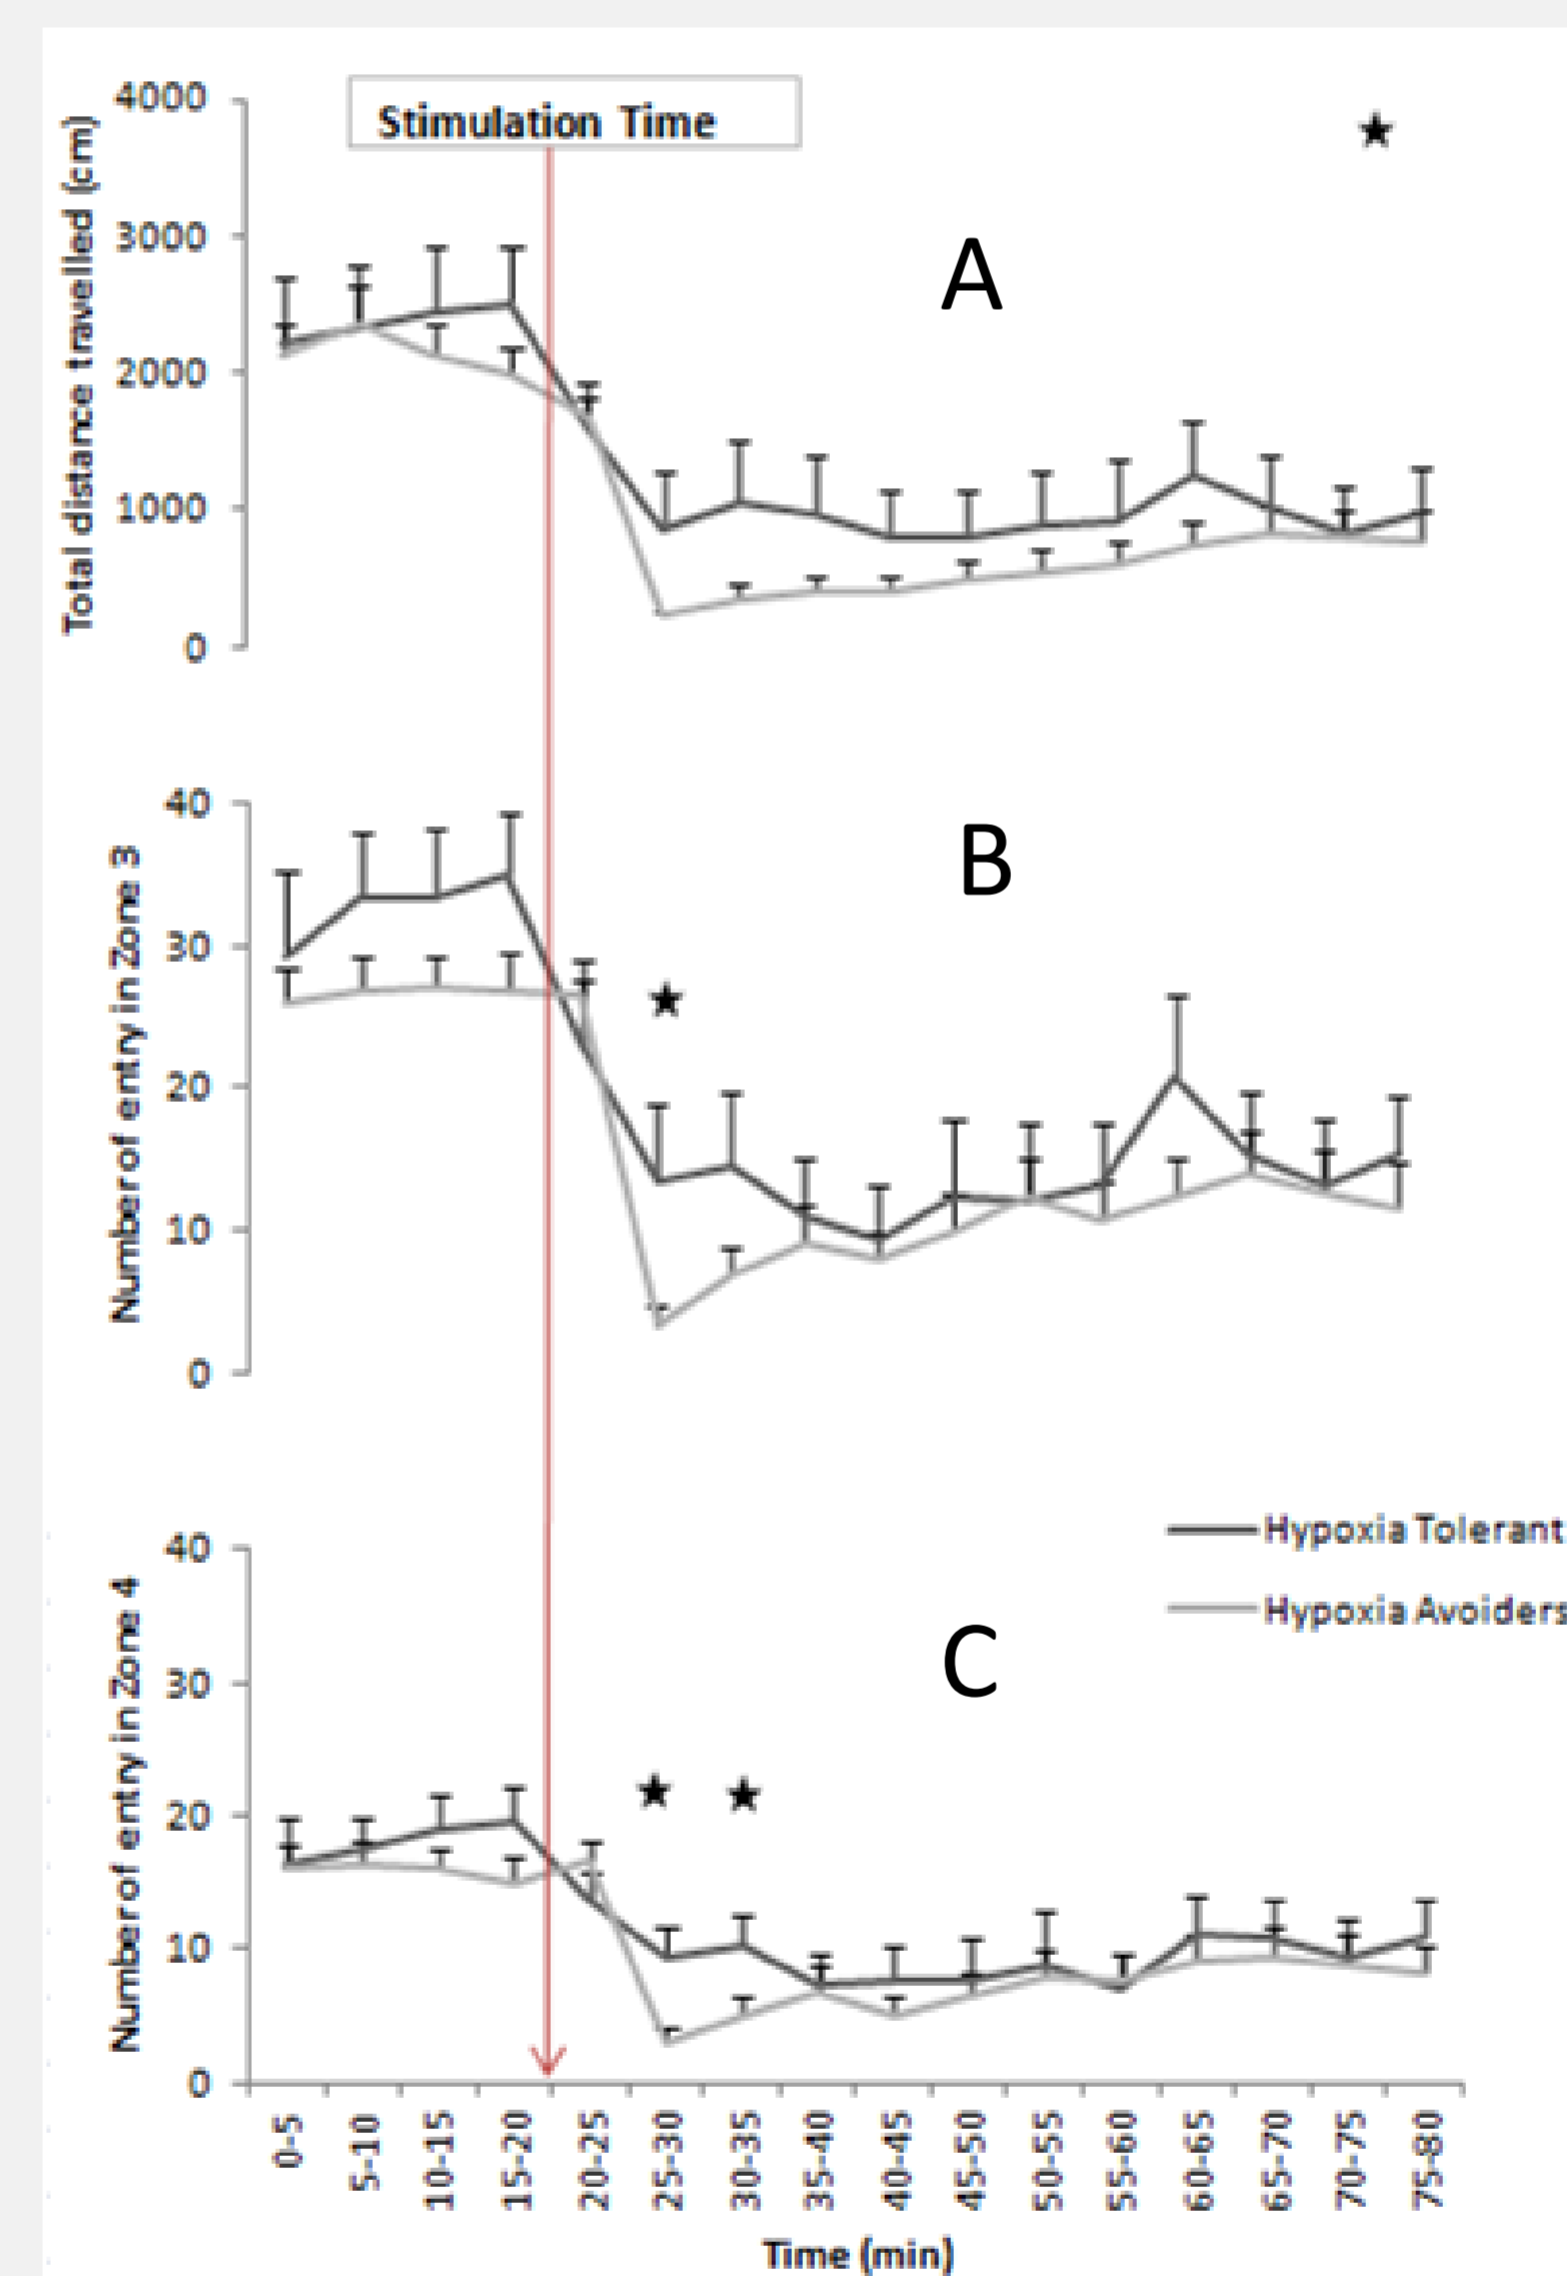 Stimulation Time
Total distance travelled (cm)
4000
3000
2000
1000
0
★
A
Number of entry in Zone 3
40
30
20
10
0
★
B
Number of entry in Zone 4
40
30
20
10
0
★ ★
C
Hypoxia Tolerant
Hypoxia Avoiders
0-5 5-10 10-15 15-20 20-25 25-30 30-35 35-40 40-45 45-50 50-55 55-60 60-65 65-70 70-75 75-80
Time (min)